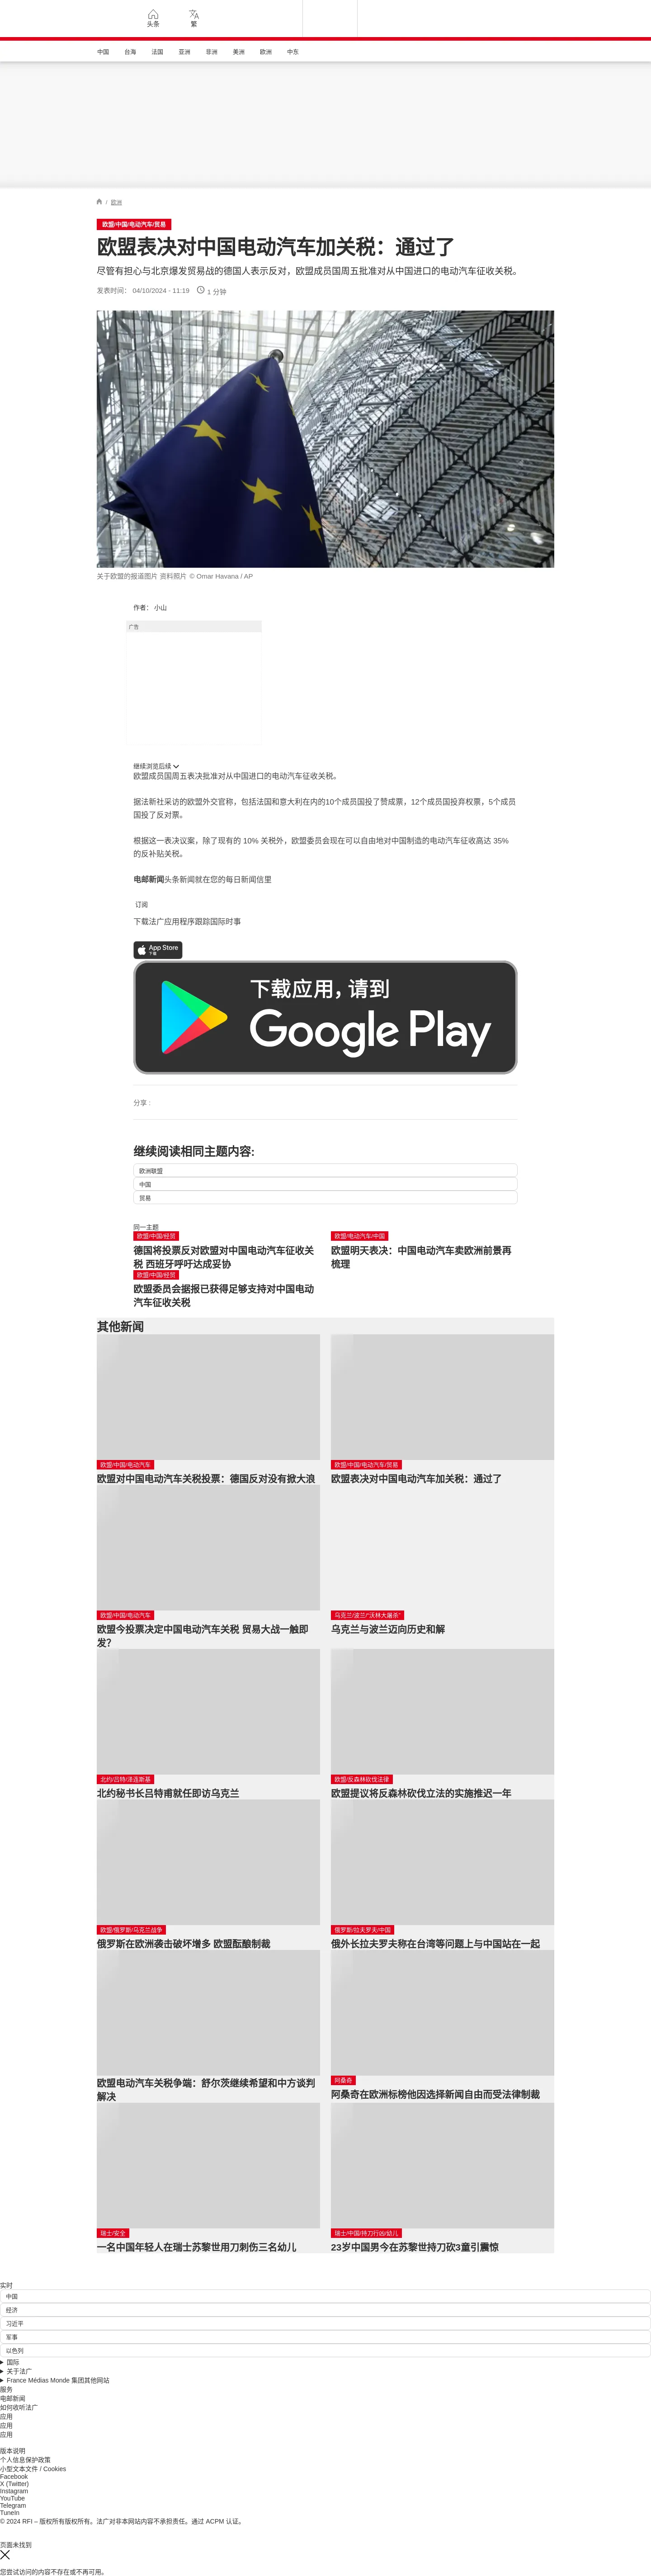 头条
繁
中国
台海
法国
亚洲
非洲
美洲
欧洲
中东
/ 欧洲
欧盟/中国/电动汽车/贸易
欧盟表决对中国电动汽车加关税：通过了
尽管有担心与北京爆发贸易战的德国人表示反对，欧盟成员国周五批准对从中国进口的电动汽车征收关税。
发表时间： 04/10/2024 - 11:19
1 分钟
关于欧盟的报道图片 资料照片 © Omar Havana / AP
作者： 小山
广告
继续浏览后续
欧盟成员国周五表决批准对从中国进口的电动汽车征收关税。
据法新社采访的欧盟外交官称，包括法国和意大利在内的10个成员国投了赞成票，12个成员国投弃权票，5个成员
国投了反对票。
根据这一表决议案，除了现有的 10% 关税外，欧盟委员会现在可以自由地对中国制造的电动汽车征收高达 35%
的反补贴关税。
电邮新闻头条新闻就在您的每日新闻信里
订阅
下载法广应用程序跟踪国际时事
App Store
下载
下载应用，请到
Google Play
分享 :
继续阅读相同主题内容:
欧洲联盟
中国
贸易
同一主题
欧盟/中国/经贸
德国将投票反对欧盟对中国电动汽车征收关
税 西班牙呼吁达成妥协
欧盟/电动汽车/中国
欧盟明天表决：中国电动汽车卖欧洲前景再
梳理
欧盟/中国/经贸
欧盟委员会据报已获得足够支持对中国电动
汽车征收关税
其他新闻
欧盟/中国/电动汽车
欧盟对中国电动汽车关税投票：德国反对没有掀大浪
欧盟/中国/电动汽车/贸易
欧盟表决对中国电动汽车加关税：通过了
欧盟/中国/电动汽车
欧盟今投票决定中国电动汽车关税 贸易大战一触即
发？
乌克兰/波兰/“沃林大屠杀”
乌克兰与波兰迈向历史和解
北约/吕特/泽连斯基
北约秘书长吕特甫就任即访乌克兰
欧盟/反森林砍伐法律
欧盟提议将反森林砍伐立法的实施推迟一年
欧盟/俄罗斯/乌克兰战争
俄罗斯在欧洲袭击破坏增多 欧盟酝酿制裁
俄罗斯/拉夫罗夫/中国
俄外长拉夫罗夫称在台湾等问题上与中国站在一起
欧盟电动汽车关税争端：舒尔茨继续希望和中方谈判
解决
阿桑奇
阿桑奇在欧洲标榜他因选择新闻自由而受法律制裁
瑞士/安全
一名中国年轻人在瑞士苏黎世用刀刺伤三名幼儿
瑞士/中国/持刀行凶/幼儿
23岁中国男今在苏黎世持刀砍3童引震惊
实时
中国
经济
习近平
军事
以色列
国际
关于法广
France Médias Monde 集团其他网站
服务
电邮新闻
如何收听法广
应用
应用
应用
版本说明
个人信息保护政策
小型文本文件 / Cookies
Facebook
X (Twitter)
Instagram
YouTube
Telegram
TuneIn
© 2024 RFI – 版权所有版权所有。法广对非本网站内容不承担责任。通过 ACPM 认证。
页面未找到
您尝试访问的内容不存在或不再可用。